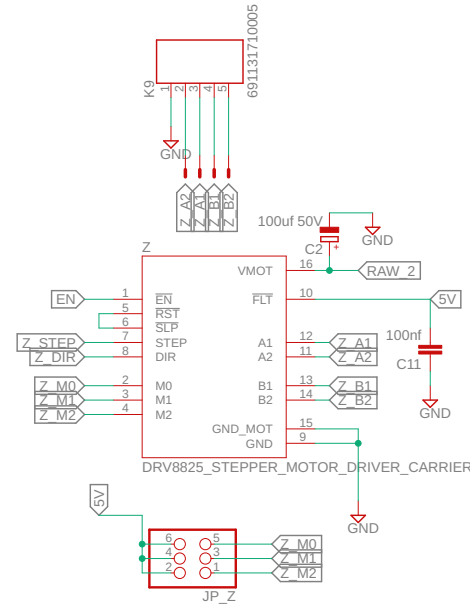 691131710005
K9
1
2
3
4
5
GND
Z_A2
Z_A1
Z_B1
Z_B2
100uf 50V
C2
+
GND
Z
VMOT
16
RAW_2
EN
1
EN
FLT
10
5V
5
RST
6
SLP
Z_STEP
7
STEP
A1
12
Z_A1
Z_DIR
8
DIR
A2
11
Z_A2
100nf
C11
Z_M0
2
M0
B1
13
Z_B1
Z_M1
3
M1
B2
14
Z_B2
Z_M2
4
M2
GND
GND_MOT
15
GND
9
DRV8825_STEPPER_MOTOR_DRIVER_CARRIER
5V
GND
6
5
Z_M0
4
3
Z_M1
2
1
Z_M2
JP_Z